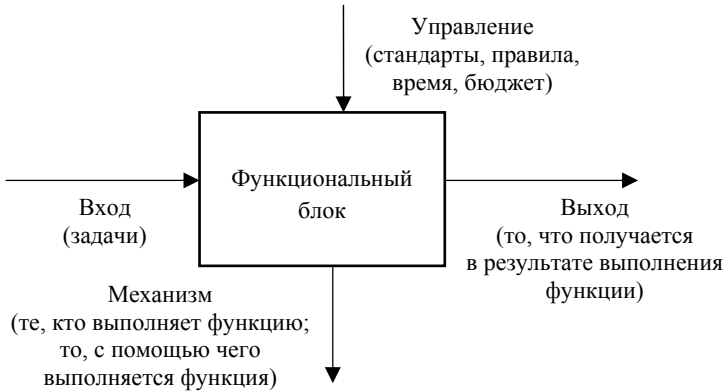 Управление
(стандарты, правила,
время, бюджет)
Функциональный
блок
Вход
(задачи)
Выход
(то, что получается
в результате выполнения
функции)
Механизм
(те, кто выполняет функцию;
то, с помощью чего
выполняется функция)